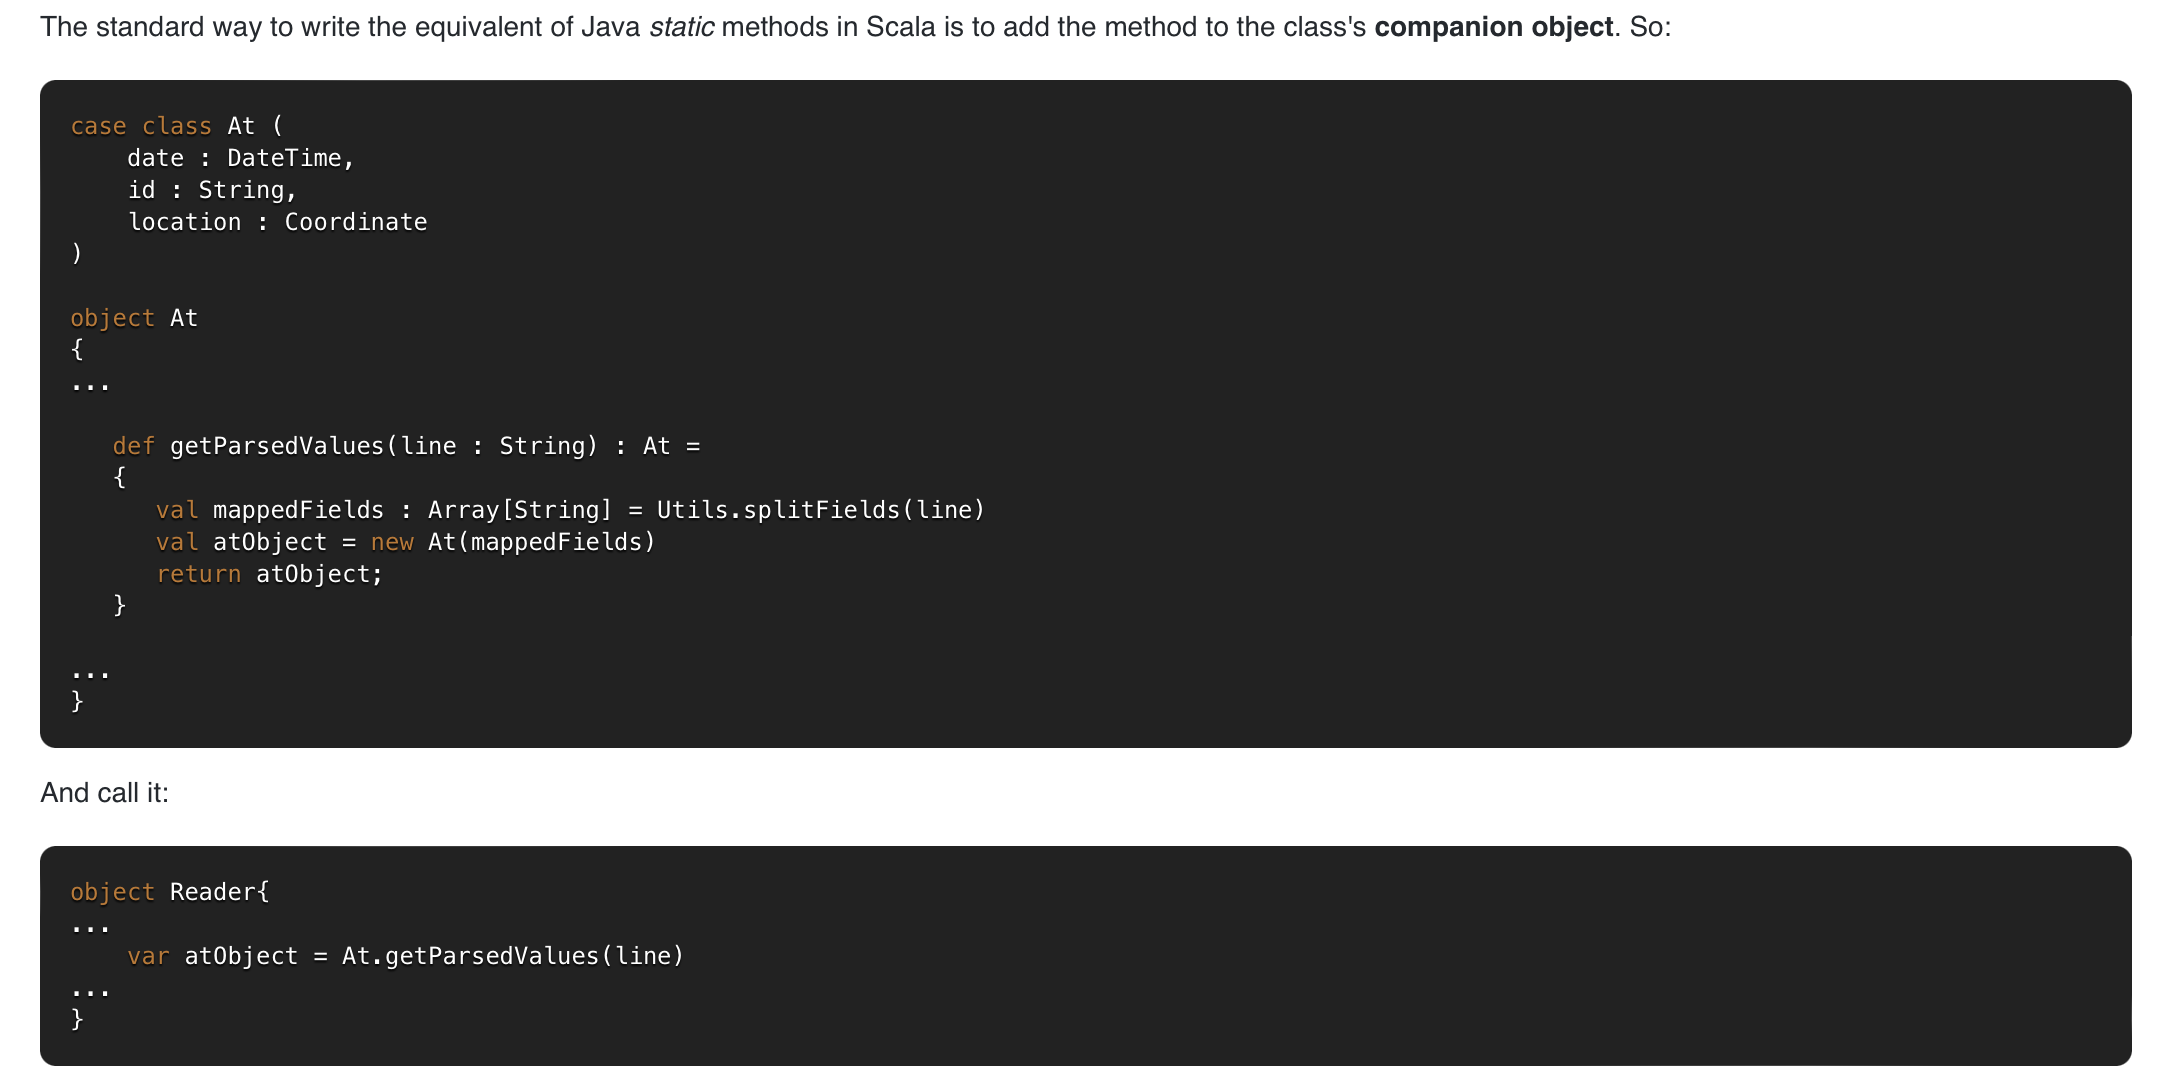 The standard way to write the equivalent of Java static methods in Scala is to add the method to the class's companion object. So:
case class At (
    date : DateTime,
    id : String,
    location : Coordinate
)
object At
{
...
   def getParsedValues(line : String) : At =
   {
      val mappedFields : Array[String] = Utils.splitFields(line)
      val atObject = new At(mappedFields)
      return atObject;
   }
...
}
And call it:
object Reader{
...
    var atObject = At.getParsedValues(line)
...
}